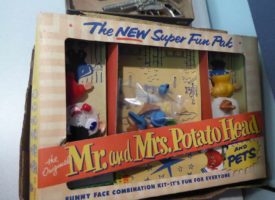 The NEW Super Fun Pak
the Original
Mr. and Mrs. Potato Head
AND
PETS
FUNNY FACE COMBINATION KIT-IT'S FUN FOR EVERYONE